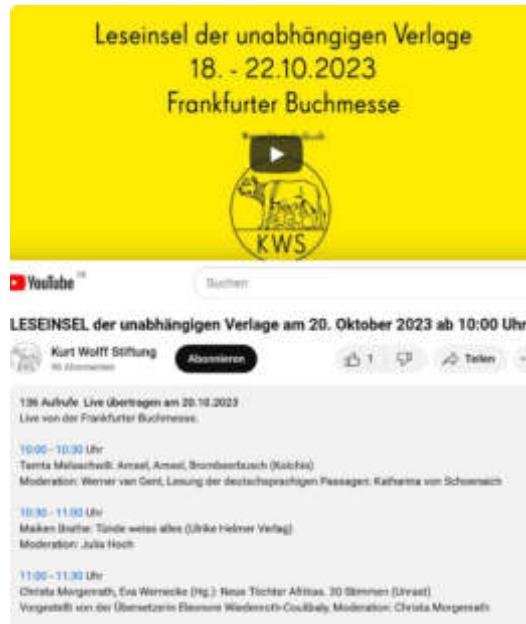 Leseinsel der unabhängigen Verlage
18. - 22.10.2023
Frankfurter Buchmesse
KWS
YouTube
Suchen
LESEINSEL der unabhängigen Verlage am 20. Oktober 2023 ab 10:00 Uhr
Kurt Wolff Stiftung
Abonnieren
1
Teilen
Abonnenten
136 Aufrufe Live übertragen am 20.10.2023
Live von der Frankfurter Buchmesse.
10:00 - 10:30 Uhr
Tamta Melaschwili: Amsel, Amsel, Brombeerbusch (Kolchis)
Moderation: Werner van Gent, Lesung der deutschsprachigen Passagen: Katharina von Schoenaich
10:30 - 11:00 Uhr
Maiken Brathe: Tünde weiss alles (Ulrike Helmer Verlag)
Moderation: Julia Hoch
11:00 - 11:30 Uhr
Christa Morgenrath, Eva Wernecke (Hg.): Neue Töchter Afrikas. 30 Stimmen (Unrast)
Vorgestellt von der Übersetzerin Eleonore Wiedenroth-Coulibaly, Moderation: Christa Morgenrath